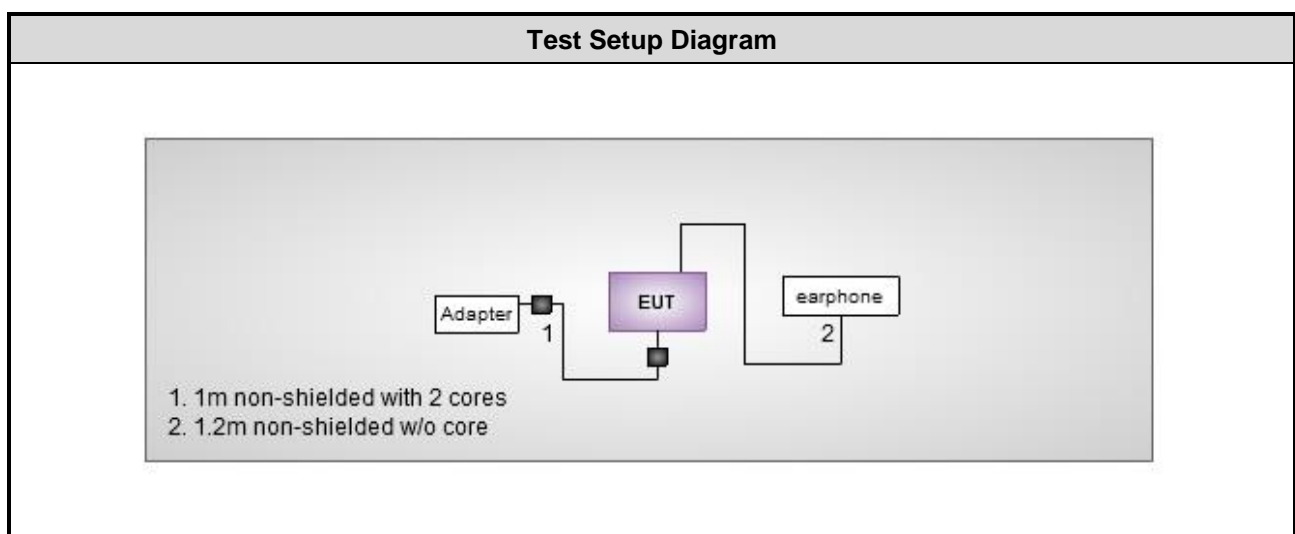 Test Setup Diagram
Adapter
1
EUT
earphone
2
1. 1m non-shielded with 2 cores
2. 1.2m non-shielded w/o core